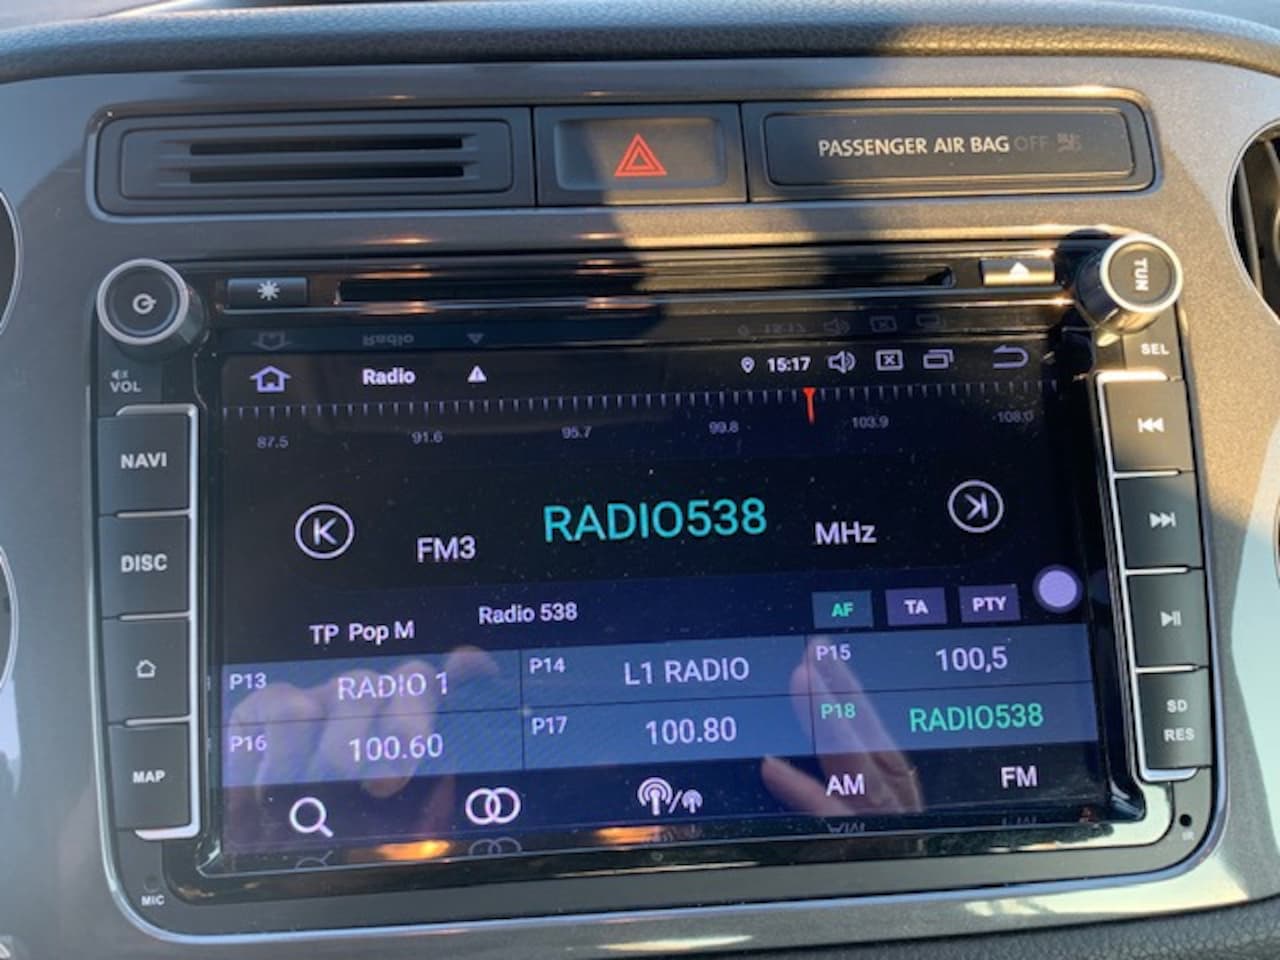 PASSENGER AIR BAG OFF
TUN
VOL
SEL
Radio
15:17
87.5 91.6 95.7 99.8 103.9 108.0
NAVI
DISC
MAP
MIC
FM3 RADIO538 MHz
TP Pop M Radio 538 AF TA PTY
P13 RADIO 1 P14 L1 RADIO P15 100,5
P16 100.60 P17 100.80 P18 RADIO538
AM FM
SD
RES